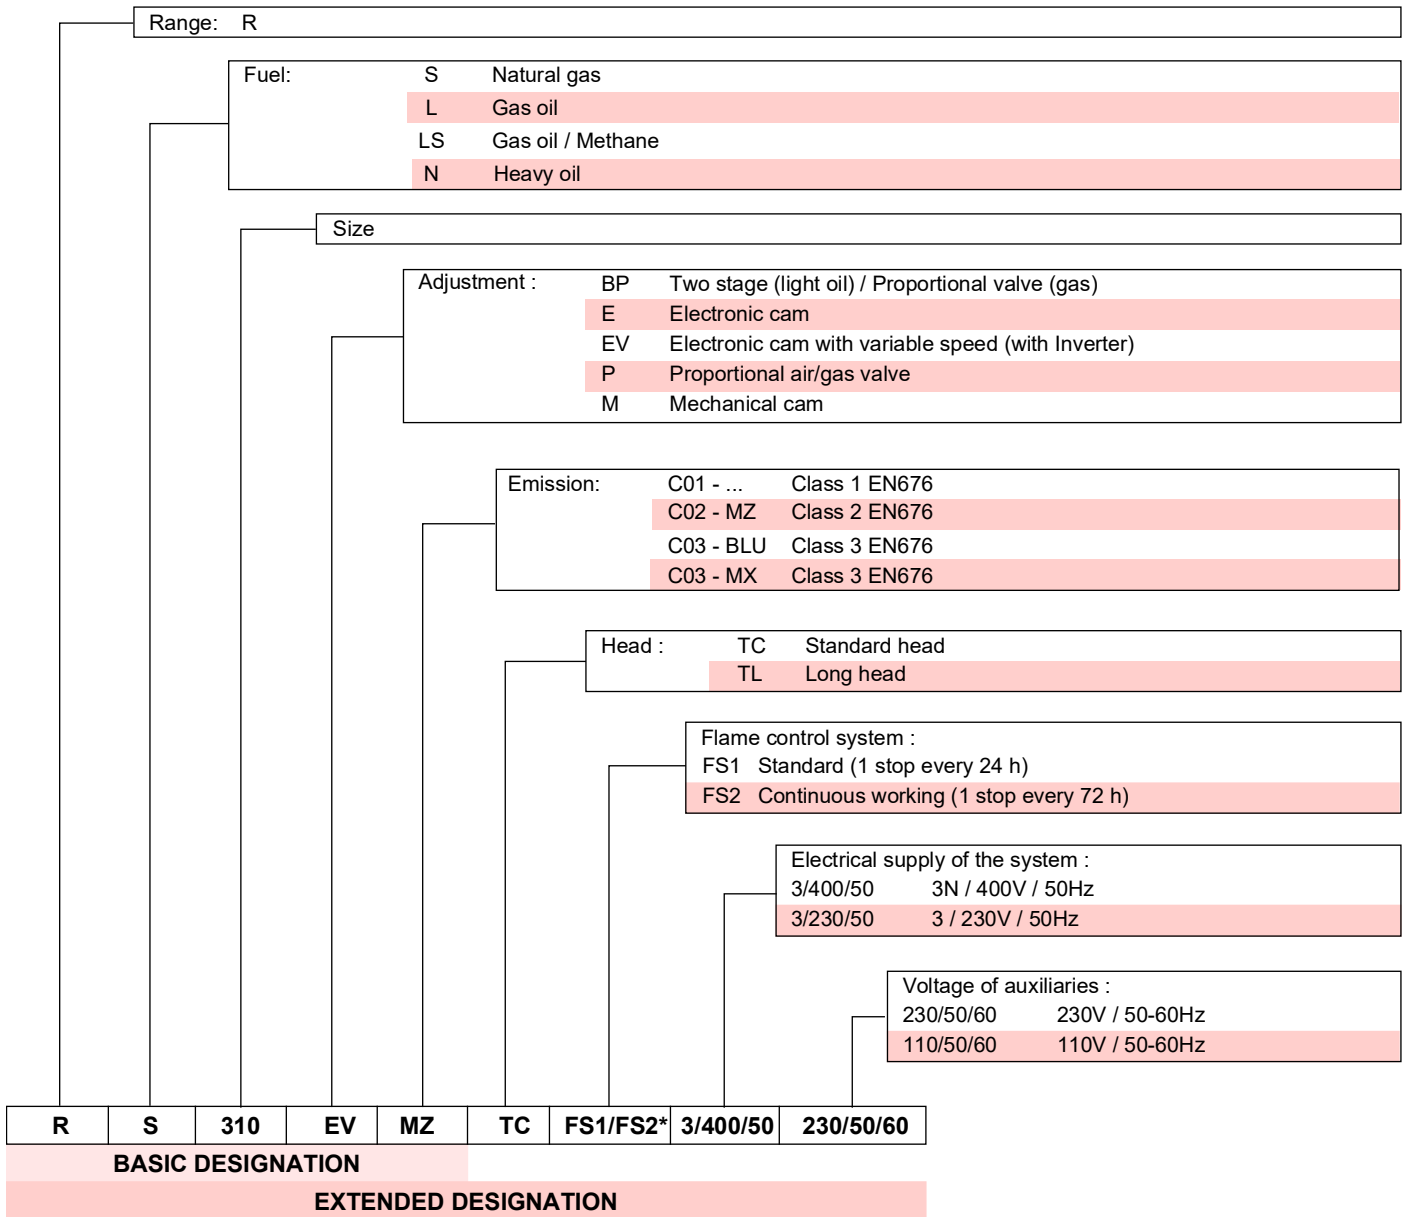 Range: R
Fuel: S Natural gas
L Gas oil
LS Gas oil / Methane
N Heavy oil
Size
Adjustment : BP Two stage (light oil) / Proportional valve (gas)
E Electronic cam
EV Electronic cam with variable speed (with Inverter)
P Proportional air/gas valve
M Mechanical cam
Emission: C01 - ... Class 1 EN676
C02 - MZ Class 2 EN676
C03 - BLU Class 3 EN676
C03 - MX Class 3 EN676
Head : TC Standard head
TL Long head
Flame control system :
FS1 Standard (1 stop every 24 h)
FS2 Continuous working (1 stop every 72 h)
Electrical supply of the system :
3/400/50 3N / 400V / 50Hz
3/230/50 3 / 230V / 50Hz
Voltage of auxiliaries :
230/50/60 230V / 50-60Hz
110/50/60 110V / 50-60Hz
R S 310 EV MZ TC FS1/FS2* 3/400/50 230/50/60
BASIC DESIGNATION
EXTENDED DESIGNATION